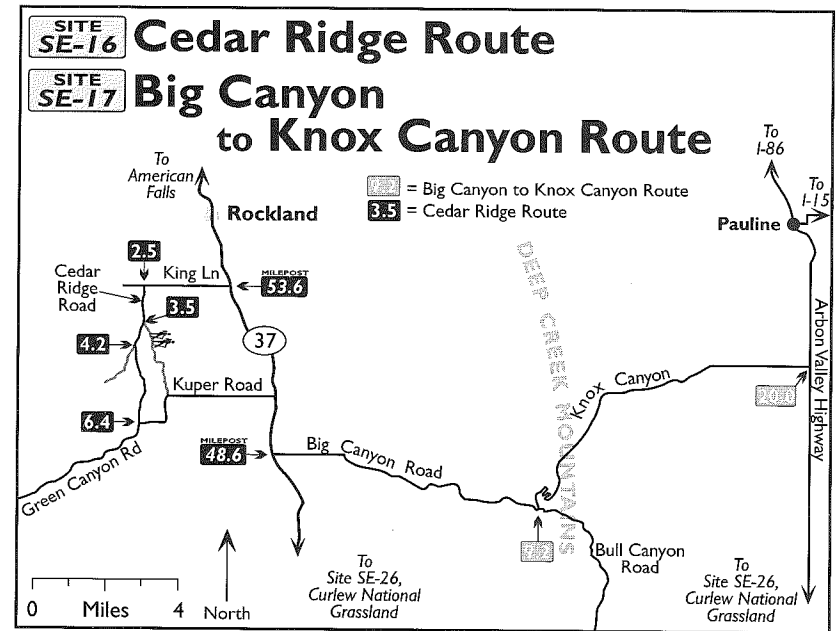 SITE
SE-16
Cedar Ridge Route
SITE
SE-17
Big Canyon
to Knox Canyon Route
To
American
Falls
Rockland
= Big Canyon to Knox Canyon Route
3.5 = Cedar Ridge Route
To
I-86
To
I-15
Pauline
2.5
Cedar
Ridge
Road
King Ln
MILEPOST
53.6
3.5
4.2
37
Kuper Road
6.4
MILEPOST
48.6
Green Canyon Rd
Big Canyon Road
DEEP CREEK MOUNTAINS
Knox Canyon
20.0
Arbon Valley Highway
Bull Canyon
Road
0 Miles 4
North
To
Site SE-26,
Curlew National
Grassland
To
Site SE-26,
Curlew National
Grassland